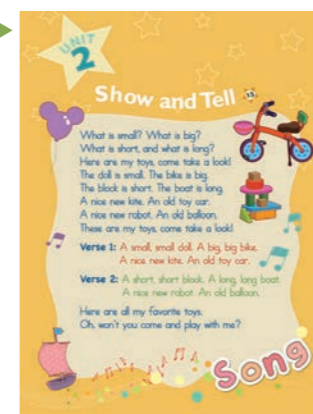 UNIT
2
Show and Tell
What is small? What is big?
What is short, and what is long?
Here are my toys, come take a look!
The doll is small. The bike is big.
The block is short. The boat is long.
A nice new kite. An old toy car.
A nice new robot. An old balloon.
These are my toys, come take a look!
Verse 1: A small, small doll. A big, big bike.
A nice new kite. An old toy car.
Verse 2: A short, short block. A long, long boat.
A nice new robot. An old balloon.
Here are all my favorite toys.
Oh, won't you come and play with me?
Song